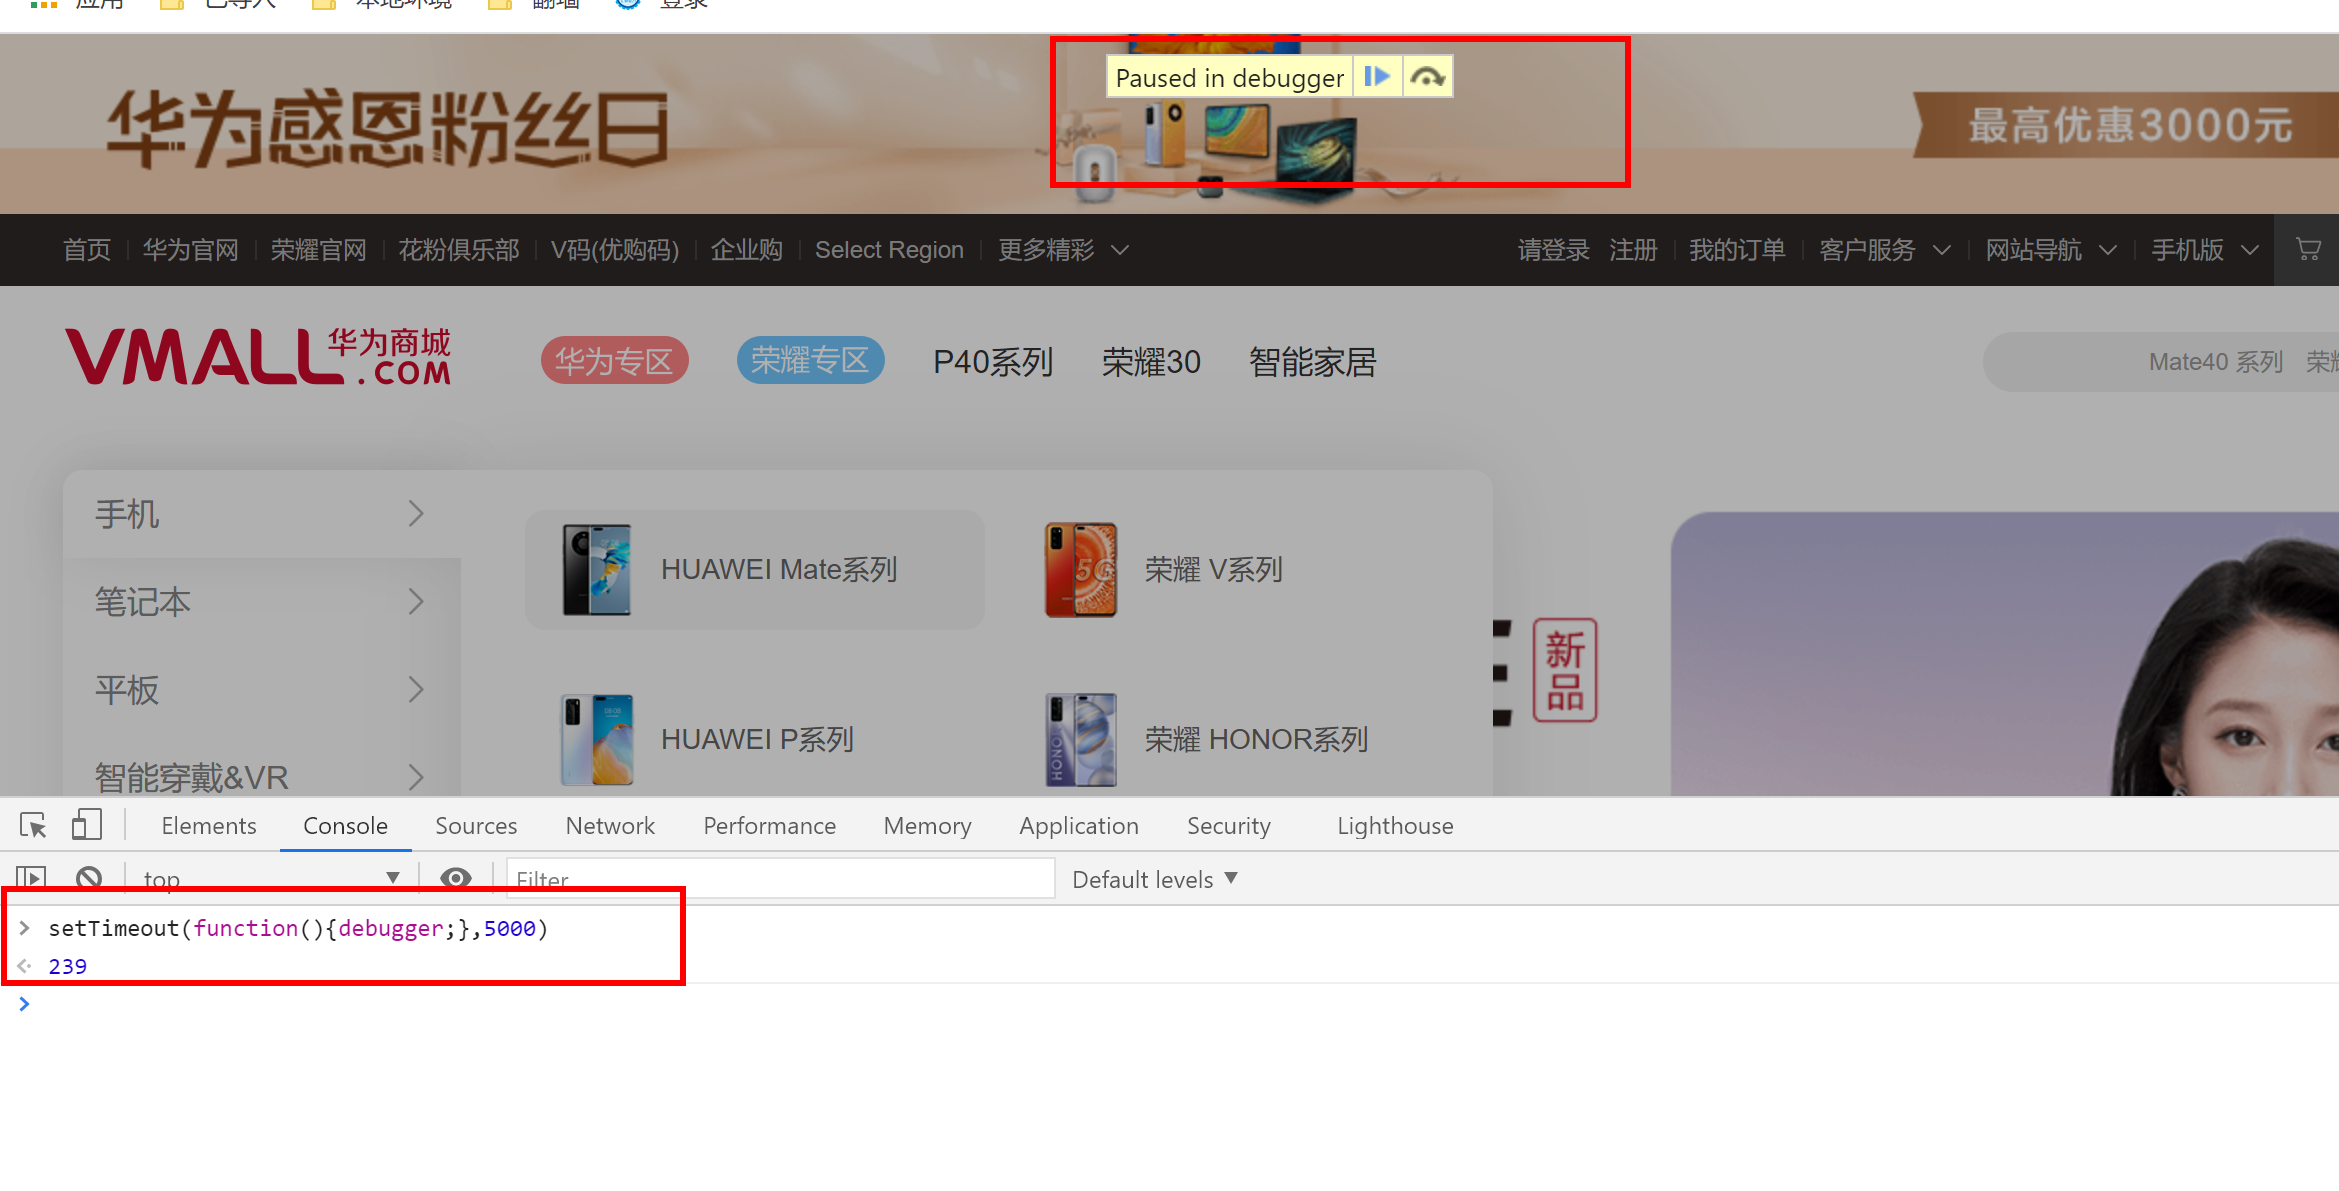 应用 已导入 本地环境 翻墙 登录
Paused in debugger
华为感恩粉丝日
最高优惠3000元
首页 华为官网 荣耀官网 花粉俱乐部 V码(优购码) 企业购 Select Region 更多精彩 请登录 注册 我的订单 客户服务 网站导航 手机版
VMALL 华为商城 .COM
华为专区 荣耀专区 P40系列 荣耀30 智能家居 Mate40 系列
手机
HUAWEI Mate系列 荣耀 V系列
笔记本
新品
平板
HUAWEI P系列 荣耀 HONOR系列
智能穿戴&VR
Elements Console Sources Network Performance Memory Application Security Lighthouse
top Filter Default levels
setTimeout(function(){debugger;},5000)
239